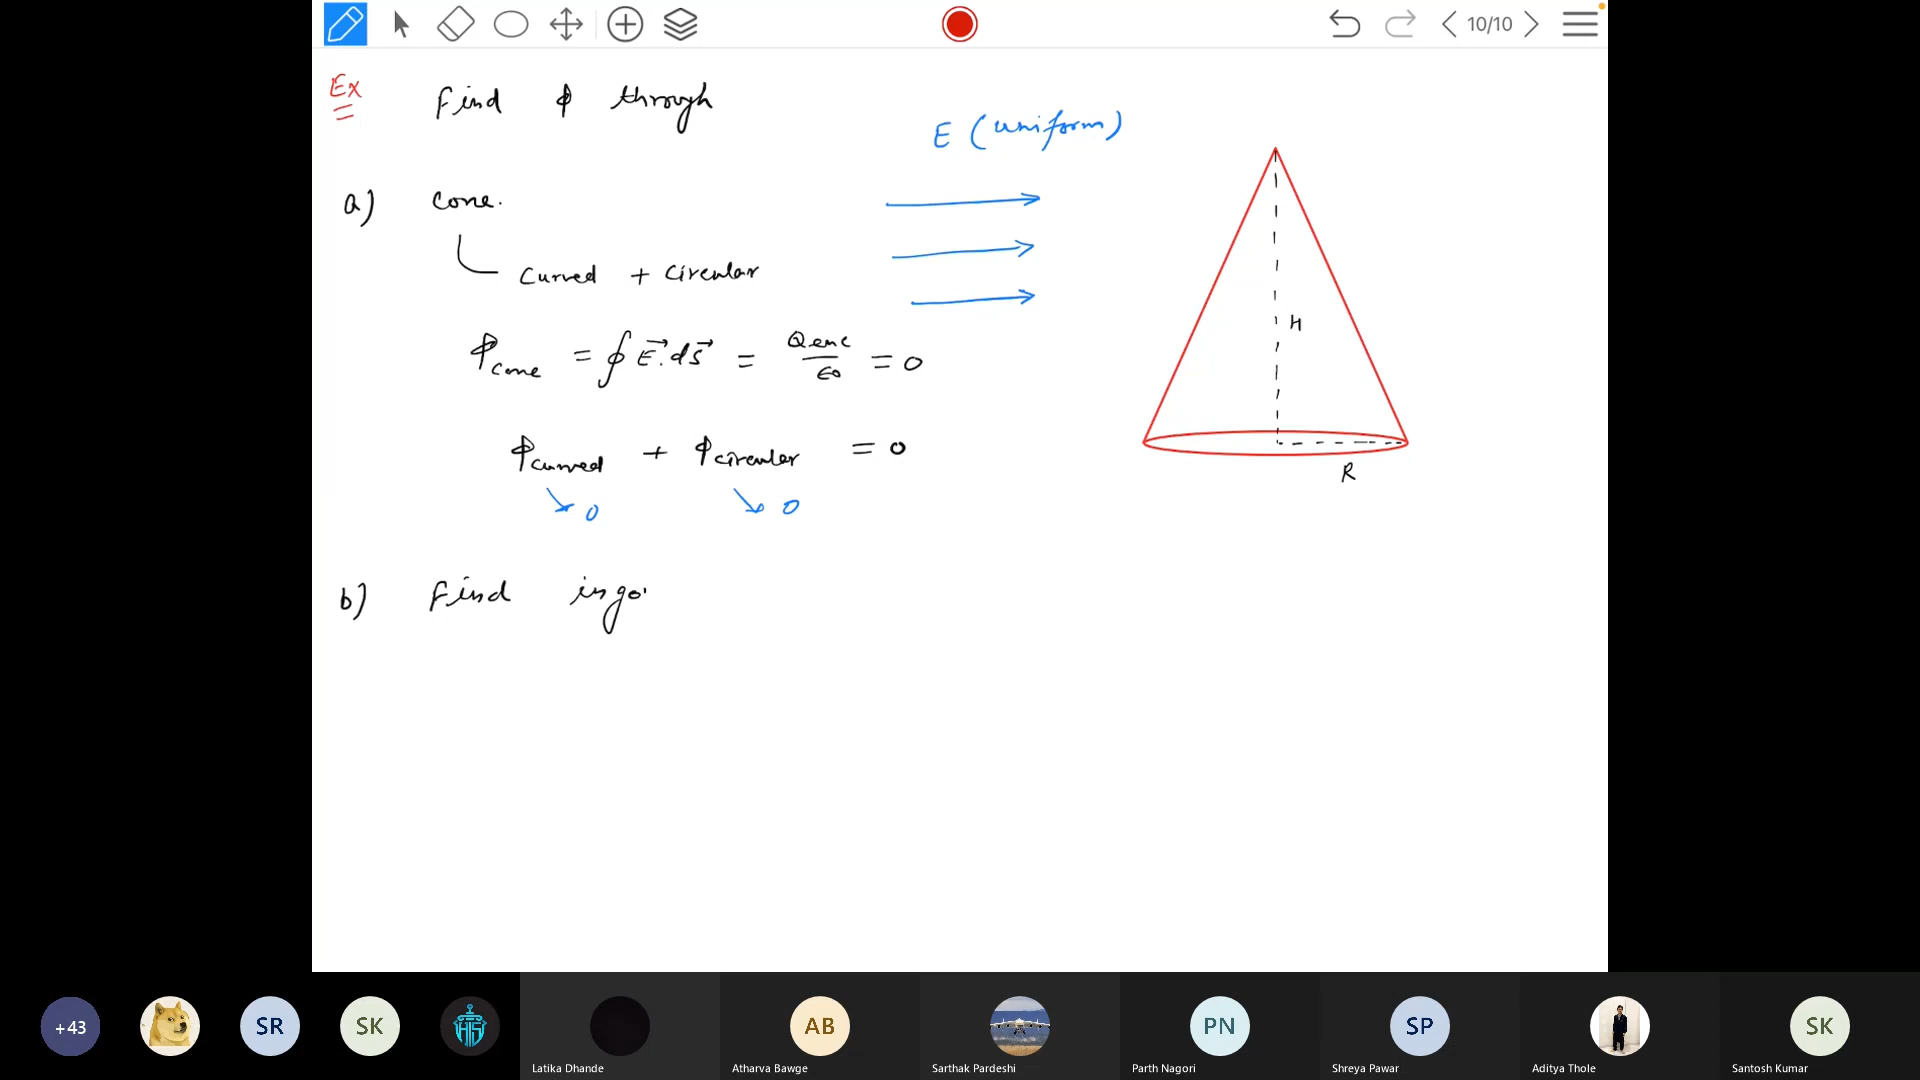 10/10
Ex Find ϕ through
E (uniform)
a) Cone.
Curved + Circular
ϕcone = ∮ E⃗.ds⃗ = Qenc/ε0 = 0
H
ϕcurved + ϕcircular = 0
0 0
R
b) Find ingo
+43 SR SK AB PN SP SK
Latika Dhande Atharva Bawge Sarthak Pardeshi Parth Nagori Shreya Pawar Aditya Thole Santosh Kumar